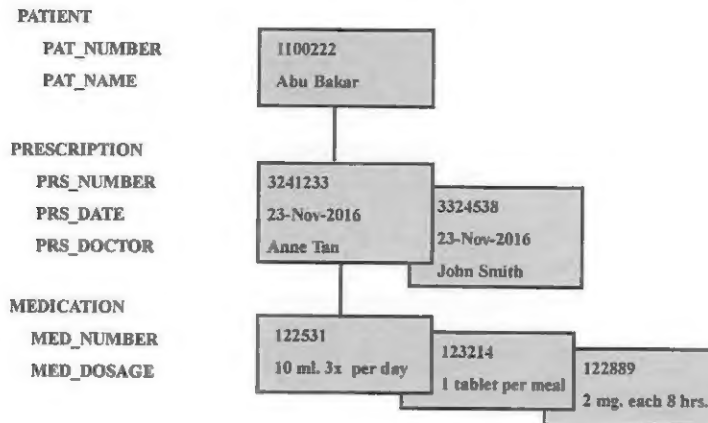 PATIENT
PAT_NUMBER
PAT_NAME
1100222
Abu Bakar
PRESCRIPTION
PRS_NUMBER
PRS_DATE
PRS_DOCTOR
3241233
23-Nov-2016
Anne Tan
3324538
23-Nov-2016
John Smith
MEDICATION
MED_NUMBER
MED_DOSAGE
122531
10 ml. 3x per day
123214
1 tablet per meal
122889
2 mg. each 8 hrs.